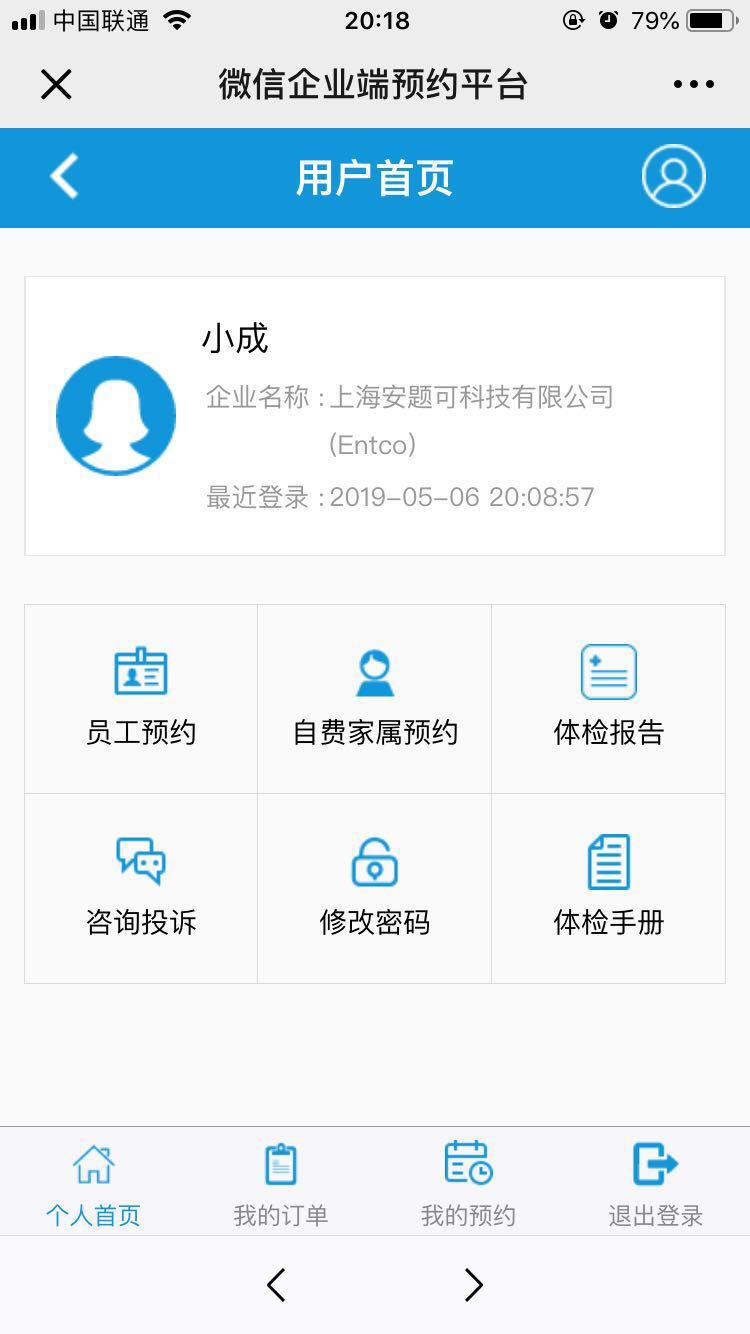 中国联通
20:18
79%
微信企业端预约平台
用户首页
小成
企业名称 : 上海安题可科技有限公司
(Entco)
最近登录 : 2019-05-06 20:08:57
员工预约
自费家属预约
体检报告
咨询投诉
修改密码
体检手册
个人首页
我的订单
我的预约
退出登录